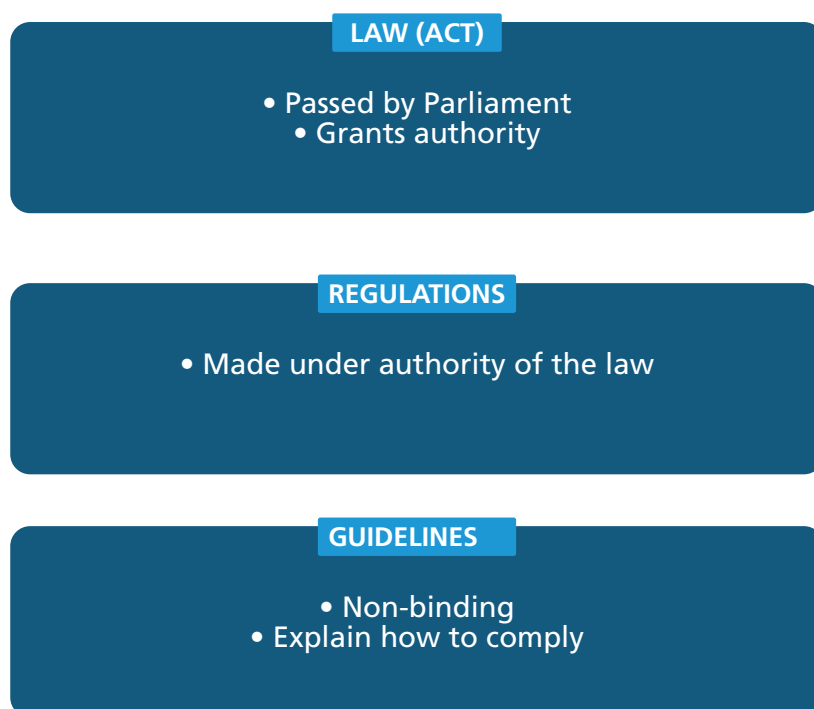 LAW (ACT)
• Passed by Parliament
• Grants authority
REGULATIONS
• Made under authority of the law
GUIDELINES
• Non-binding
• Explain how to comply